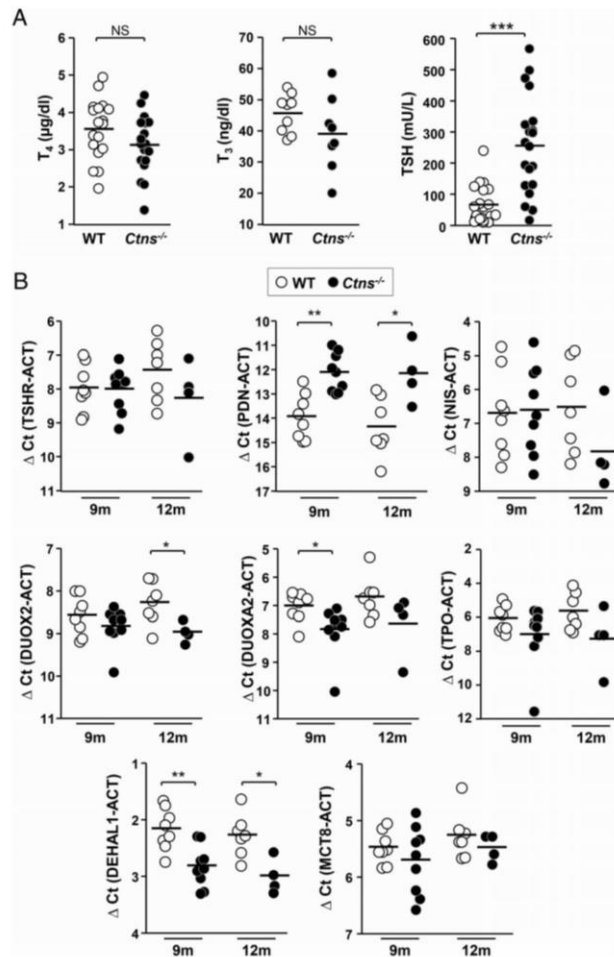 A
NS
NS
***
T4 (µg/dl)
6
5
4
3
2
1
WT
Ctns-/-
T3 (ng/dl)
70
60
50
40
30
20
10
WT
Ctns-/-
TSH (mU/L)
600
500
400
300
200
100
0
WT
Ctns-/-
B
WT Ctns-/-
Δ Ct (TSHR-ACT)
6
7
8
9
10
11
9m
12m
Δ Ct (PDN-ACT)
10
11
12
13
14
15
16
17
**
*
9m
12m
Δ Ct (NIS-ACT)
4
5
6
7
8
9
9m
12m
Δ Ct (DUOX2-ACT)
7
8
9
10
11
*
9m
12m
Δ Ct (DUOXA2-ACT)
5
6
7
8
9
10
11
*
9m
12m
Δ Ct (TPO-ACT)
2
4
6
8
10
12
9m
12m
Δ Ct (DEHAL1-ACT)
1
2
3
4
**
*
9m
12m
Δ Ct (MCT8-ACT)
4
5
6
7
9m
12m